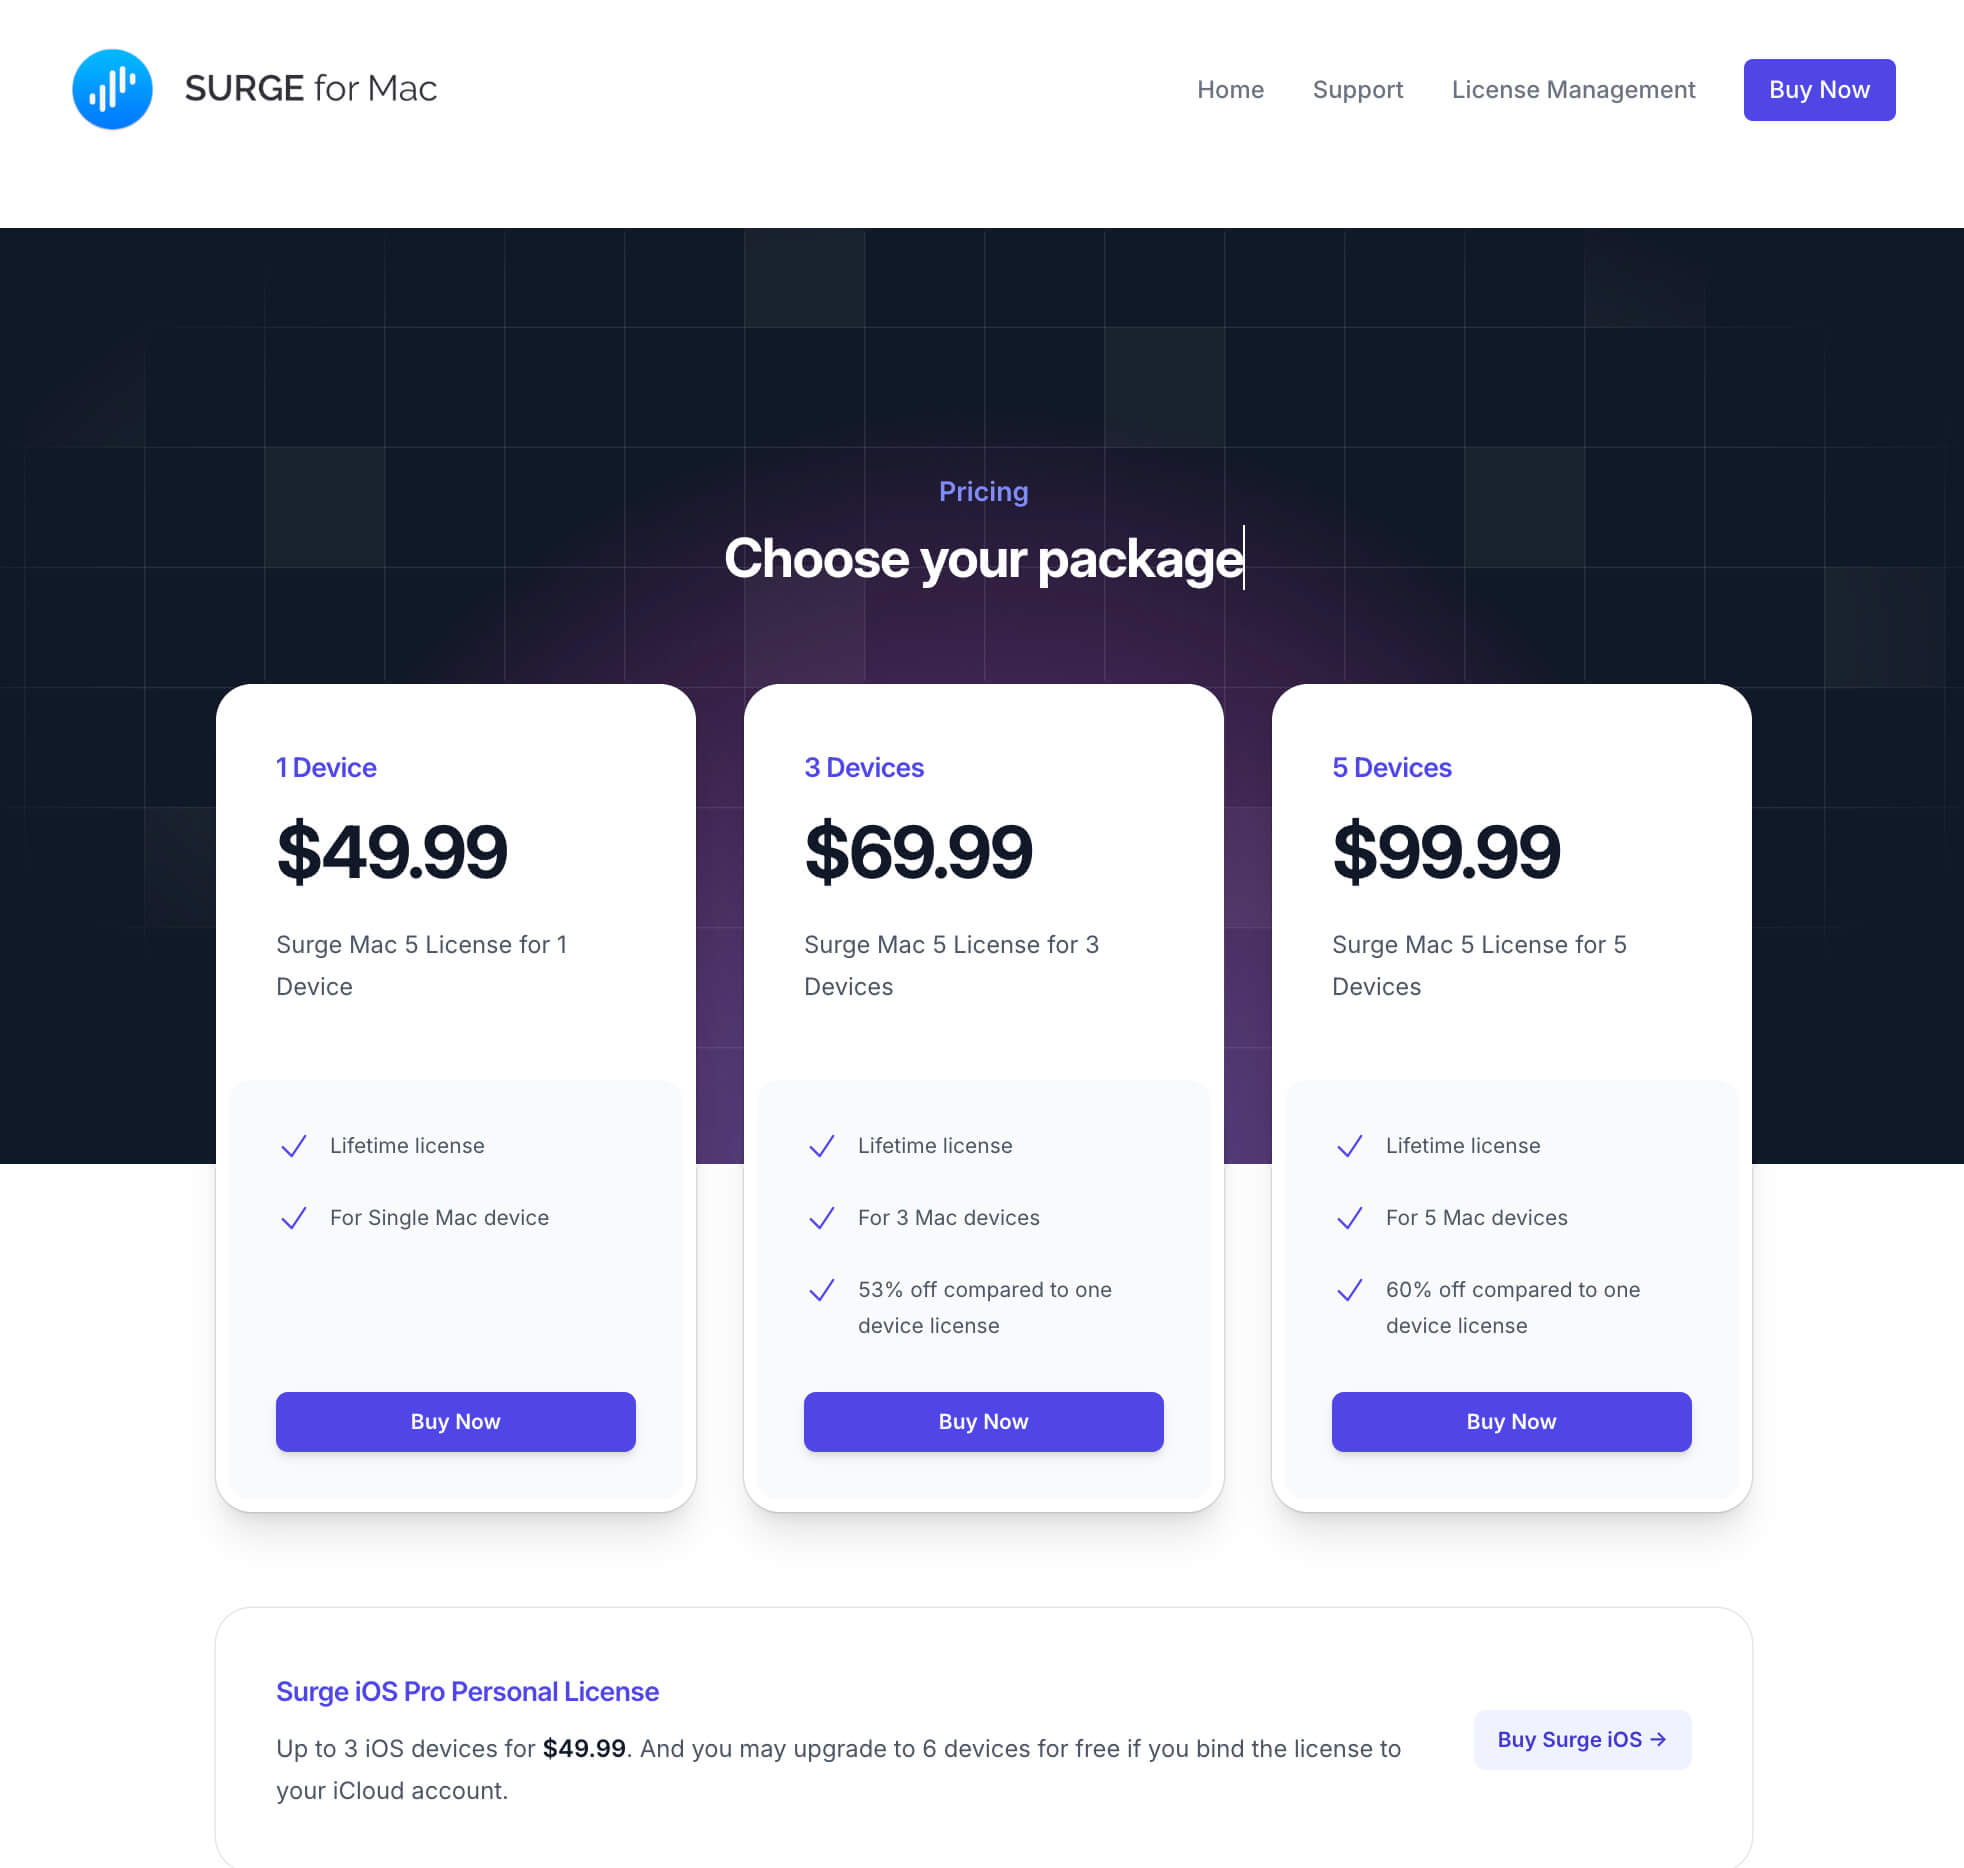 SURGE for Mac
Home
Support
License Management
Buy Now
Pricing
Choose your package
1 Device
$49.99
Surge Mac 5 License for 1
Device
Lifetime license
For Single Mac device
Buy Now
3 Devices
$69.99
Surge Mac 5 License for 3
Devices
Lifetime license
For 3 Mac devices
53% off compared to one
device license
Buy Now
5 Devices
$99.99
Surge Mac 5 License for 5
Devices
Lifetime license
For 5 Mac devices
60% off compared to one
device license
Buy Now
Surge iOS Pro Personal License
Up to 3 iOS devices for $49.99. And you may upgrade to 6 devices for free if you bind the license to
your iCloud account.
Buy Surge iOS →